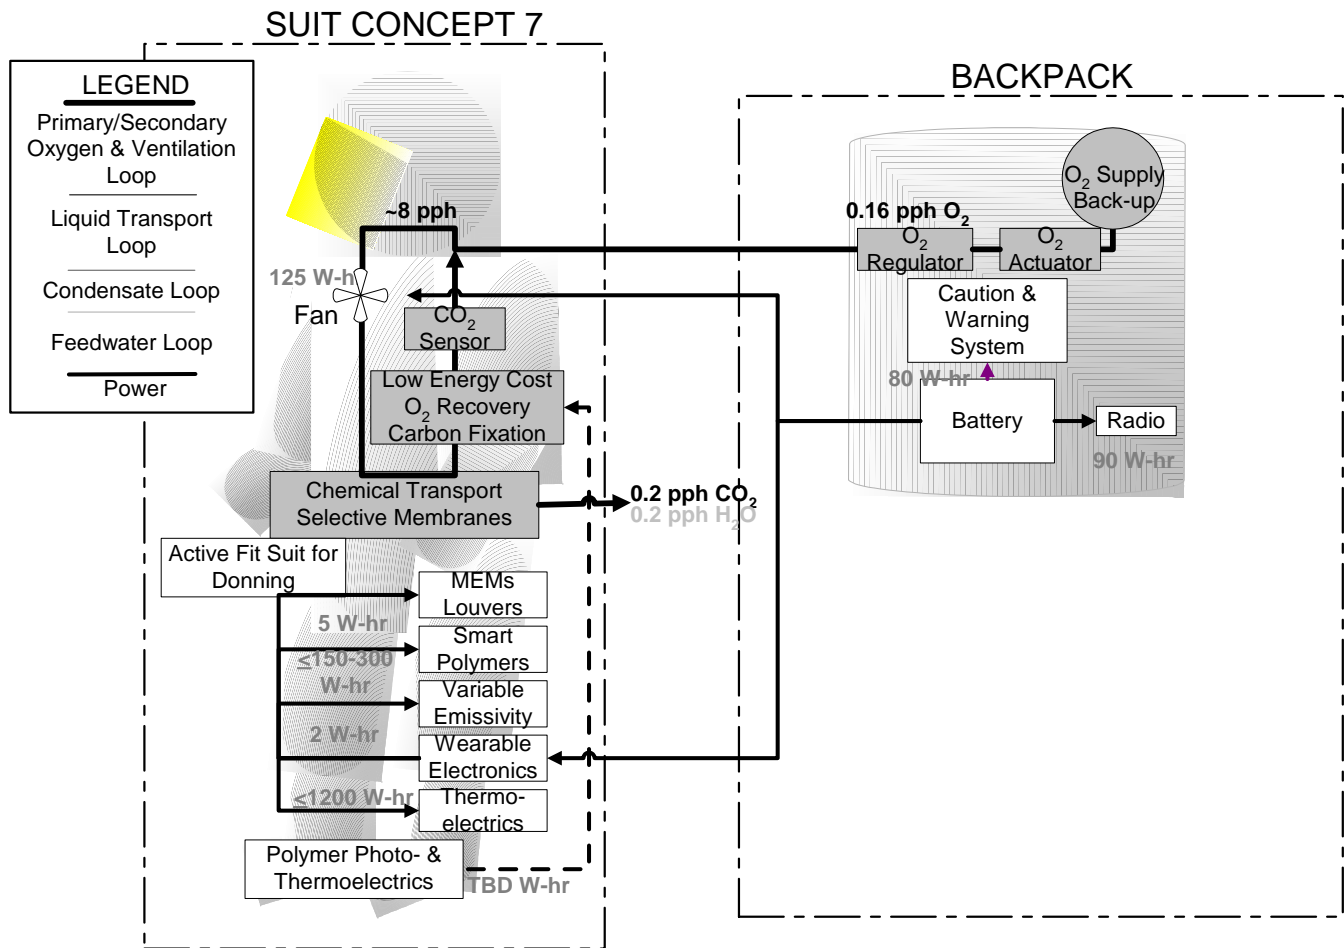 SUIT CONCEPT 7
LEGEND
Primary/Secondary
Oxygen & Ventilation
Loop
Liquid Transport
Loop
Condensate Loop
Feedwater Loop
Power
~8 pph
125 W-h
Fan
CO2
Sensor
Low Energy Cost
O2 Recovery
Carbon Fixation
Chemical Transport
Selective Membranes
0.2 pph CO2
0.2 pph H2O
Active Fit Suit for
Donning
MEMs
Louvers
5 W-hr
Smart
Polymers
≤150-300
W-hr
Variable
Emissivity
2 W-hr
Wearable
Electronics
≤1200 W-hr
Thermo-
electrics
Polymer Photo- &
Thermoelectrics
TBD W-hr
BACKPACK
O2 Supply
Back-up
0.16 pph O2
O2
Regulator
O2
Actuator
Caution &
Warning
System
80 W-hr
Battery
Radio
90 W-hr